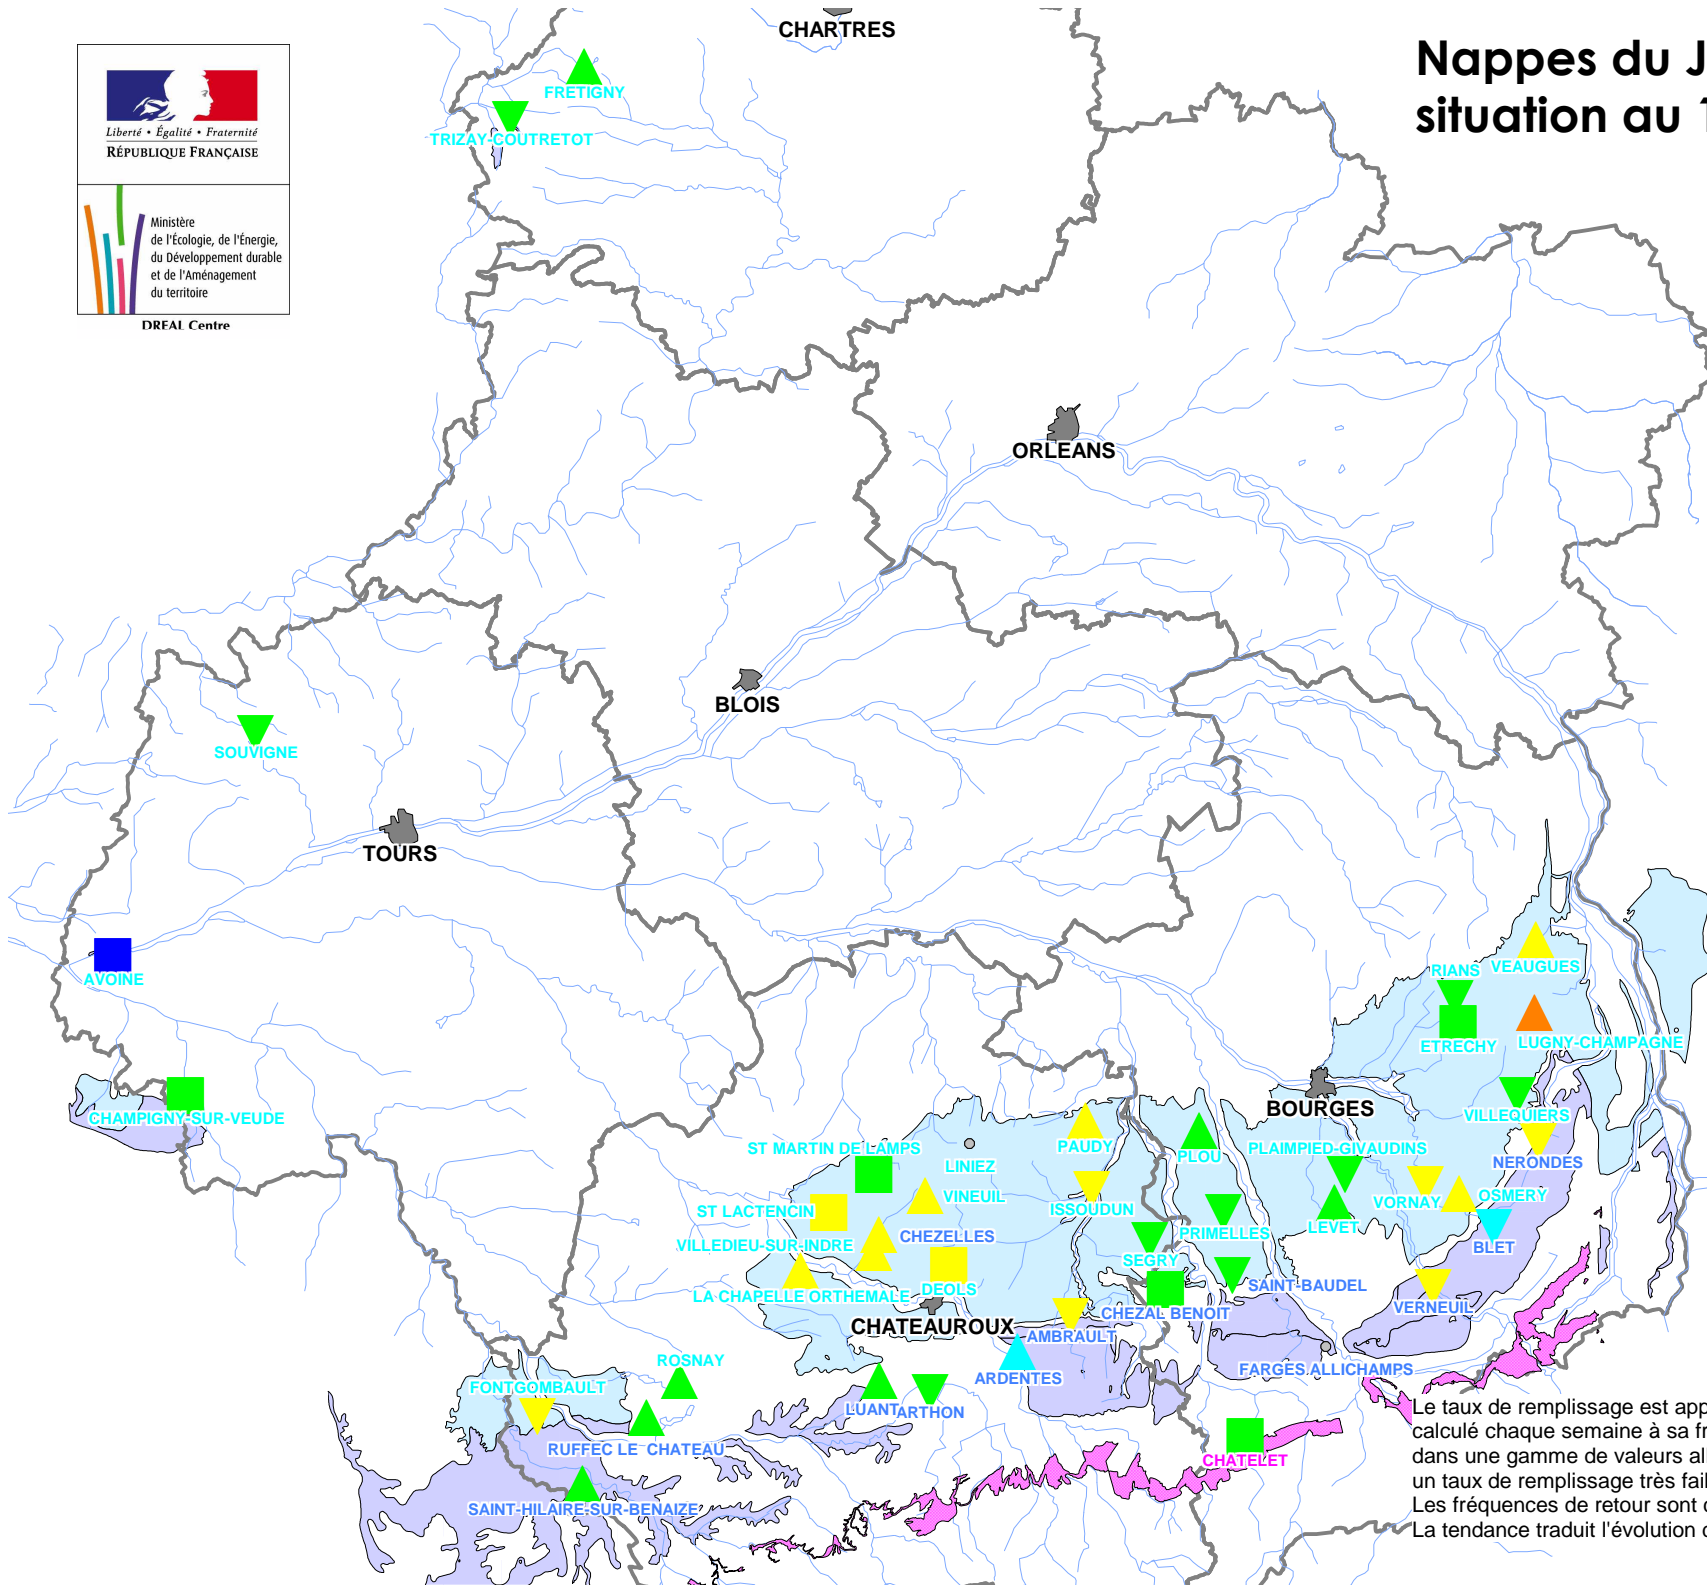 CHARTRES
Nappes du J
situation au 1
FRETIGNY
TRIZAY-COUTRETOT
Liberté • Égalité • Fraternité
RÉPUBLIQUE FRANÇAISE
Ministère
de l'Écologie, de l'Énergie,
du Développement durable
et de l'Aménagement
du territoire
DREAL Centre
ORLEANS
BLOIS
SOUVIGNE
TOURS
AVOINE
RIANS
VEAUGUES
ETRECHY
LUGNY-CHAMPAGNE
CHAMPIGNY-SUR-VEUDE
BOURGES
VILLEQUIERS
ST MARTIN DE LAMPS
LINIEZ
PAUDY
PLOU
PLAIMPIED-GIVAUDINS
NERONDES
VINEUIL
ST LACTENCIN
ISSOUDUN
VORNAY
OSMERY
CHEZELLES
PRIMELLES
LEVET
VILLEDIEU-SUR-INDRE
BLET
SEGRY
LA CHAPELLE ORTHEMALE
DEOLS
SAINT-BAUDEL
CHEZAL BENOIT
VERNEUIL
CHATEAUROUX
AMBRAULT
ROSNAY
ARDENTES
FARGES ALLICHAMPS
FONTGOMBAULT
LUANT
ARTHON
RUFFEC LE CHATEAU
CHATELET
SAINT-HILAIRE-SUR-BENAIZE
Le taux de remplissage est app
calculé chaque semaine à sa fr
dans une gamme de valeurs all
un taux de remplissage très fail
Les fréquences de retour sont c
La tendance traduit l'évolution d